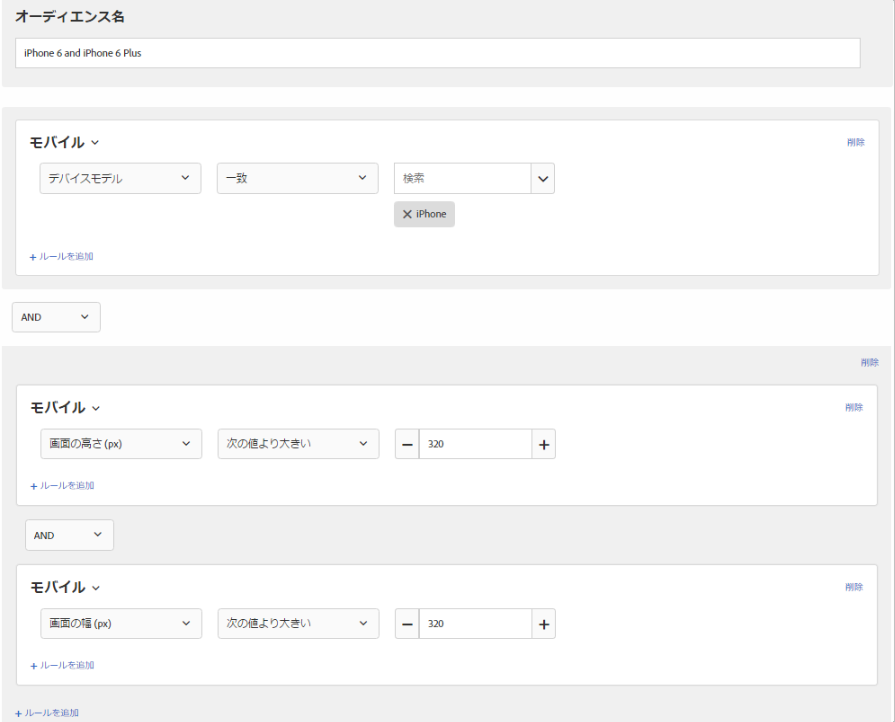 オーディエンス名
iPhone 6 and iPhone 6 Plus
モバイル
削除
デバイスモデル 一致 検索
iPhone
+ ルールを追加
AND
削除
モバイル
削除
画面の高さ (px) 次の値より大きい − 320 +
+ ルールを追加
AND
モバイル
削除
画面の幅 (px) 次の値より大きい − 320 +
+ ルールを追加
+ ルールを追加